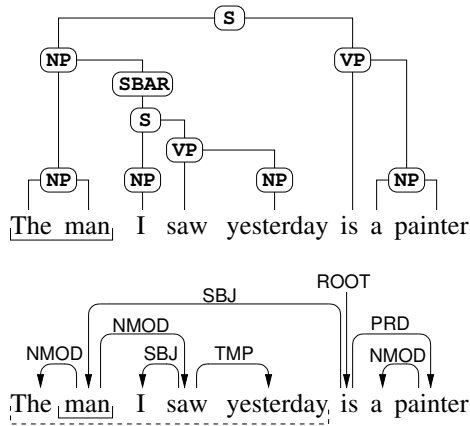 S
NP VP
SBAR
S
VP
NP NP NP NP
The man I saw yesterday is a painter
ROOT
SBJ
NMOD PRD
NMOD SBJ TMP NMOD
The man I saw yesterday is a painter